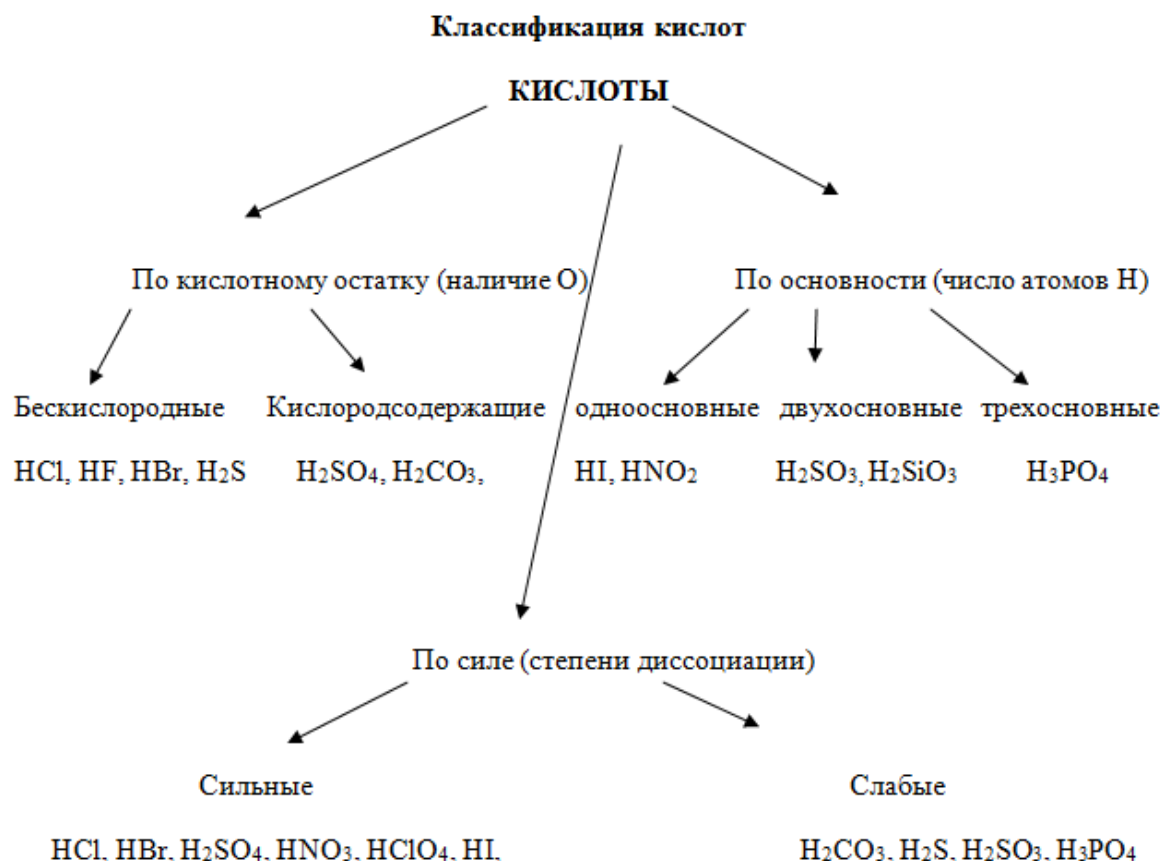 Классификация кислот
КИСЛОТЫ
По кислотному остатку (наличие О) По основности (число атомов Н)
Бескислородные Кислородсодержащие одноосновные двухосновные трехосновные
HCl, HF, HBr, H₂S H₂SO₄, H₂CO₃, HI, HNO₂ H₂SO₃, H₂SiO₃ H₃PO₄
По силе (степени диссоциации)
Сильные Слабые
HCl, HBr, H₂SO₄, HNO₃, HClO₄, HI, H₂CO₃, H₂S, H₂SO₃, H₃PO₄